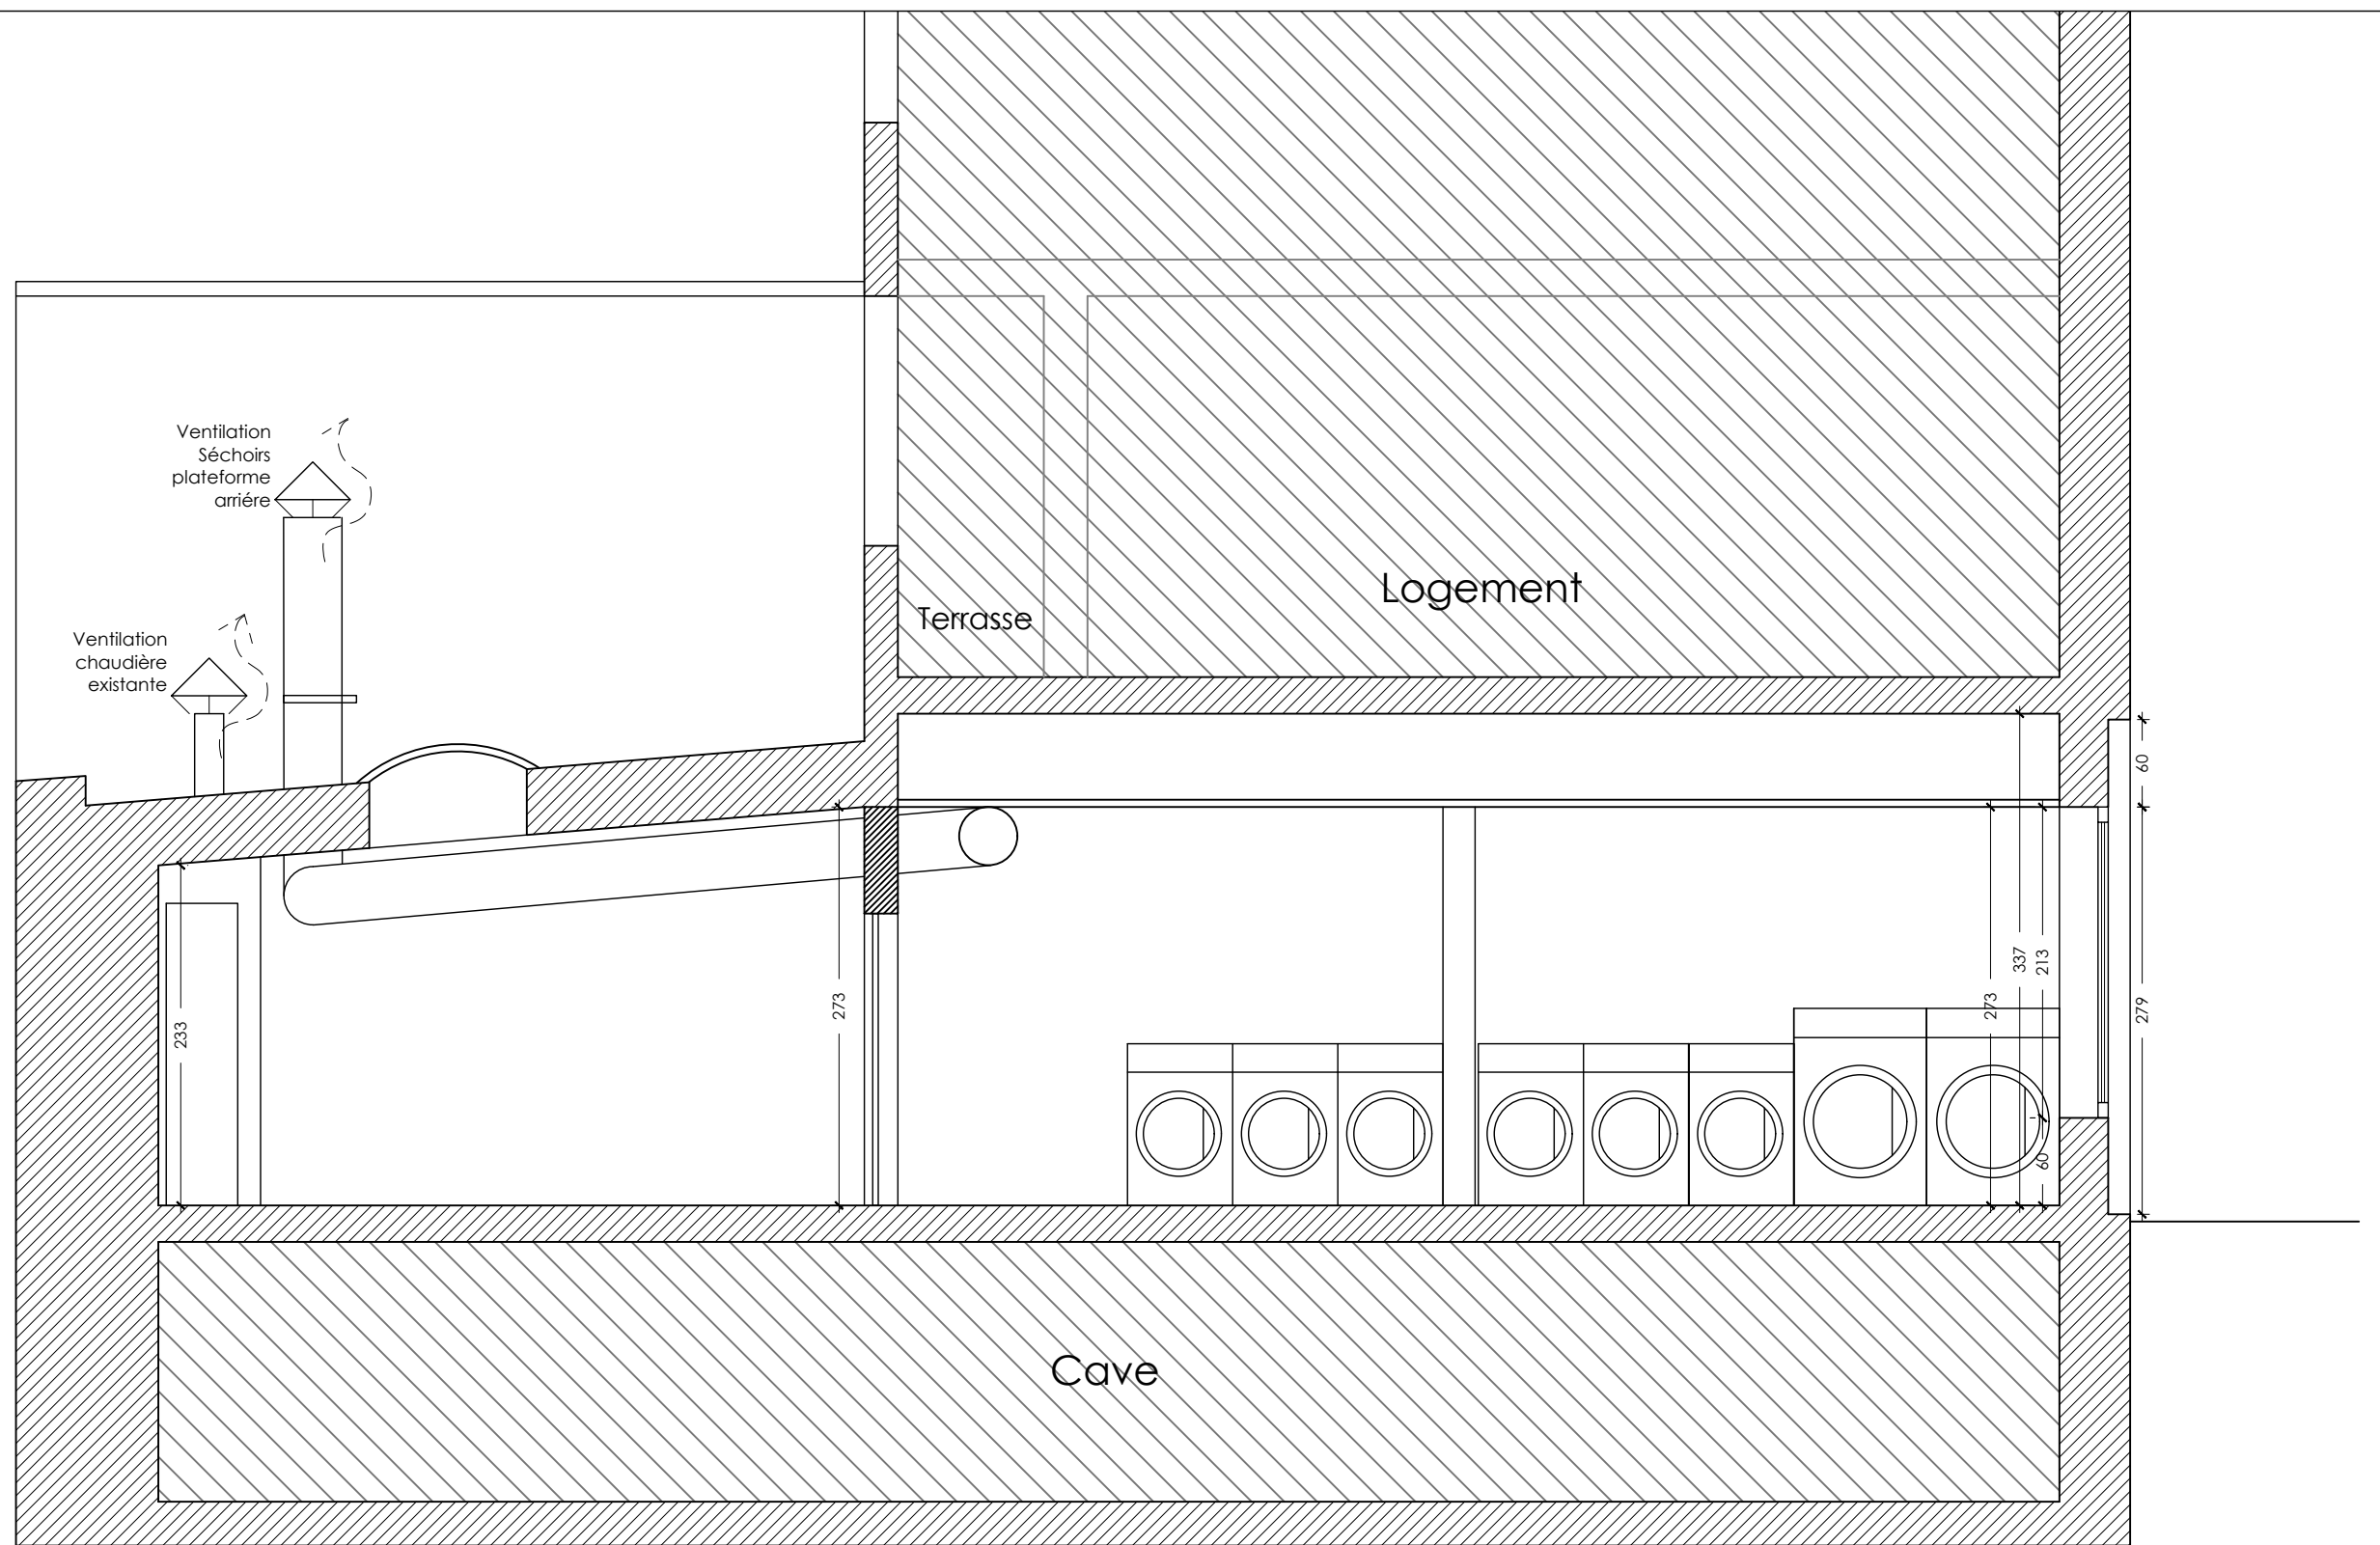 Ventilation
Séchoirs
plateforme
arriére
Ventilation
chaudière
existante
Terrasse
Logement
60
337
213
273
279
273
233
60
Cave